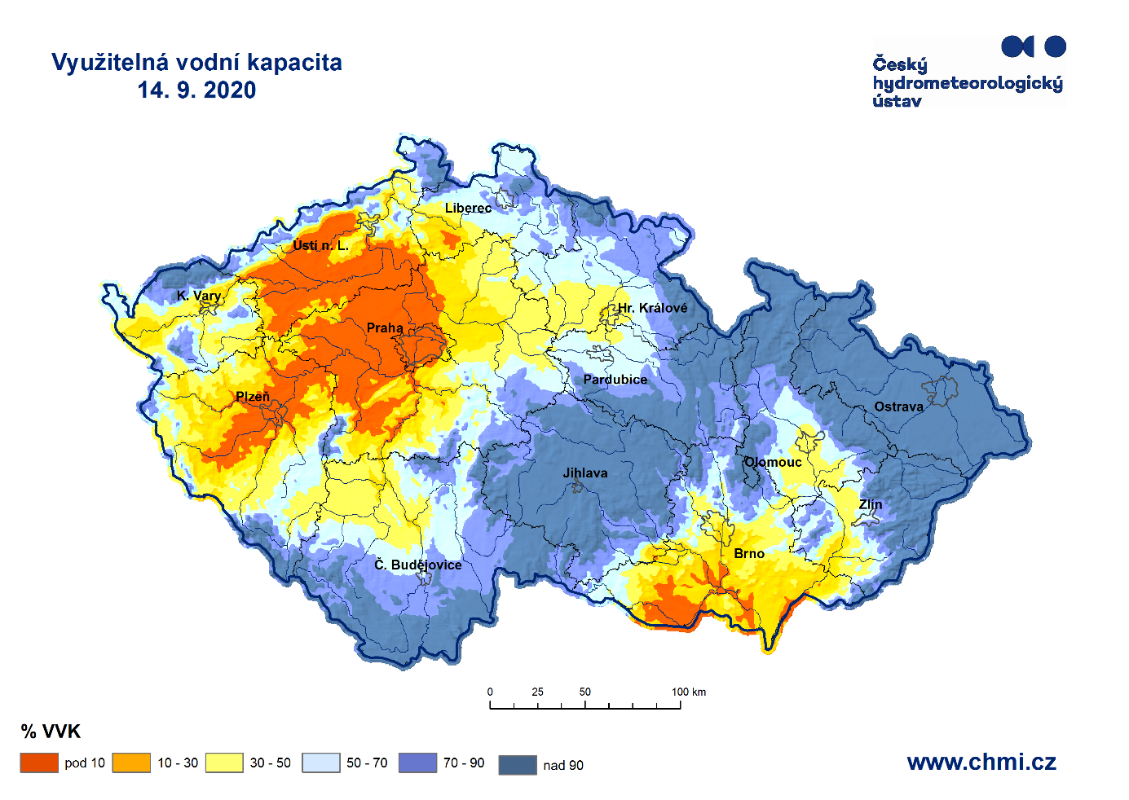 Využitelná vodní kapacita
14. 9. 2020
Český
hydrometeorologický
ústav
Liberec
Ústí n. L.
K. Vary
Hr. Králové
Praha
Pardubice
Plzeň
Ostrava
Olomouc
Jihlava
Zlín
Brno
Č. Budějovice
0 25 50 100 km
% VVK
pod 10 10 - 30 30 - 50 50 - 70 70 - 90 nad 90
www.chmi.cz